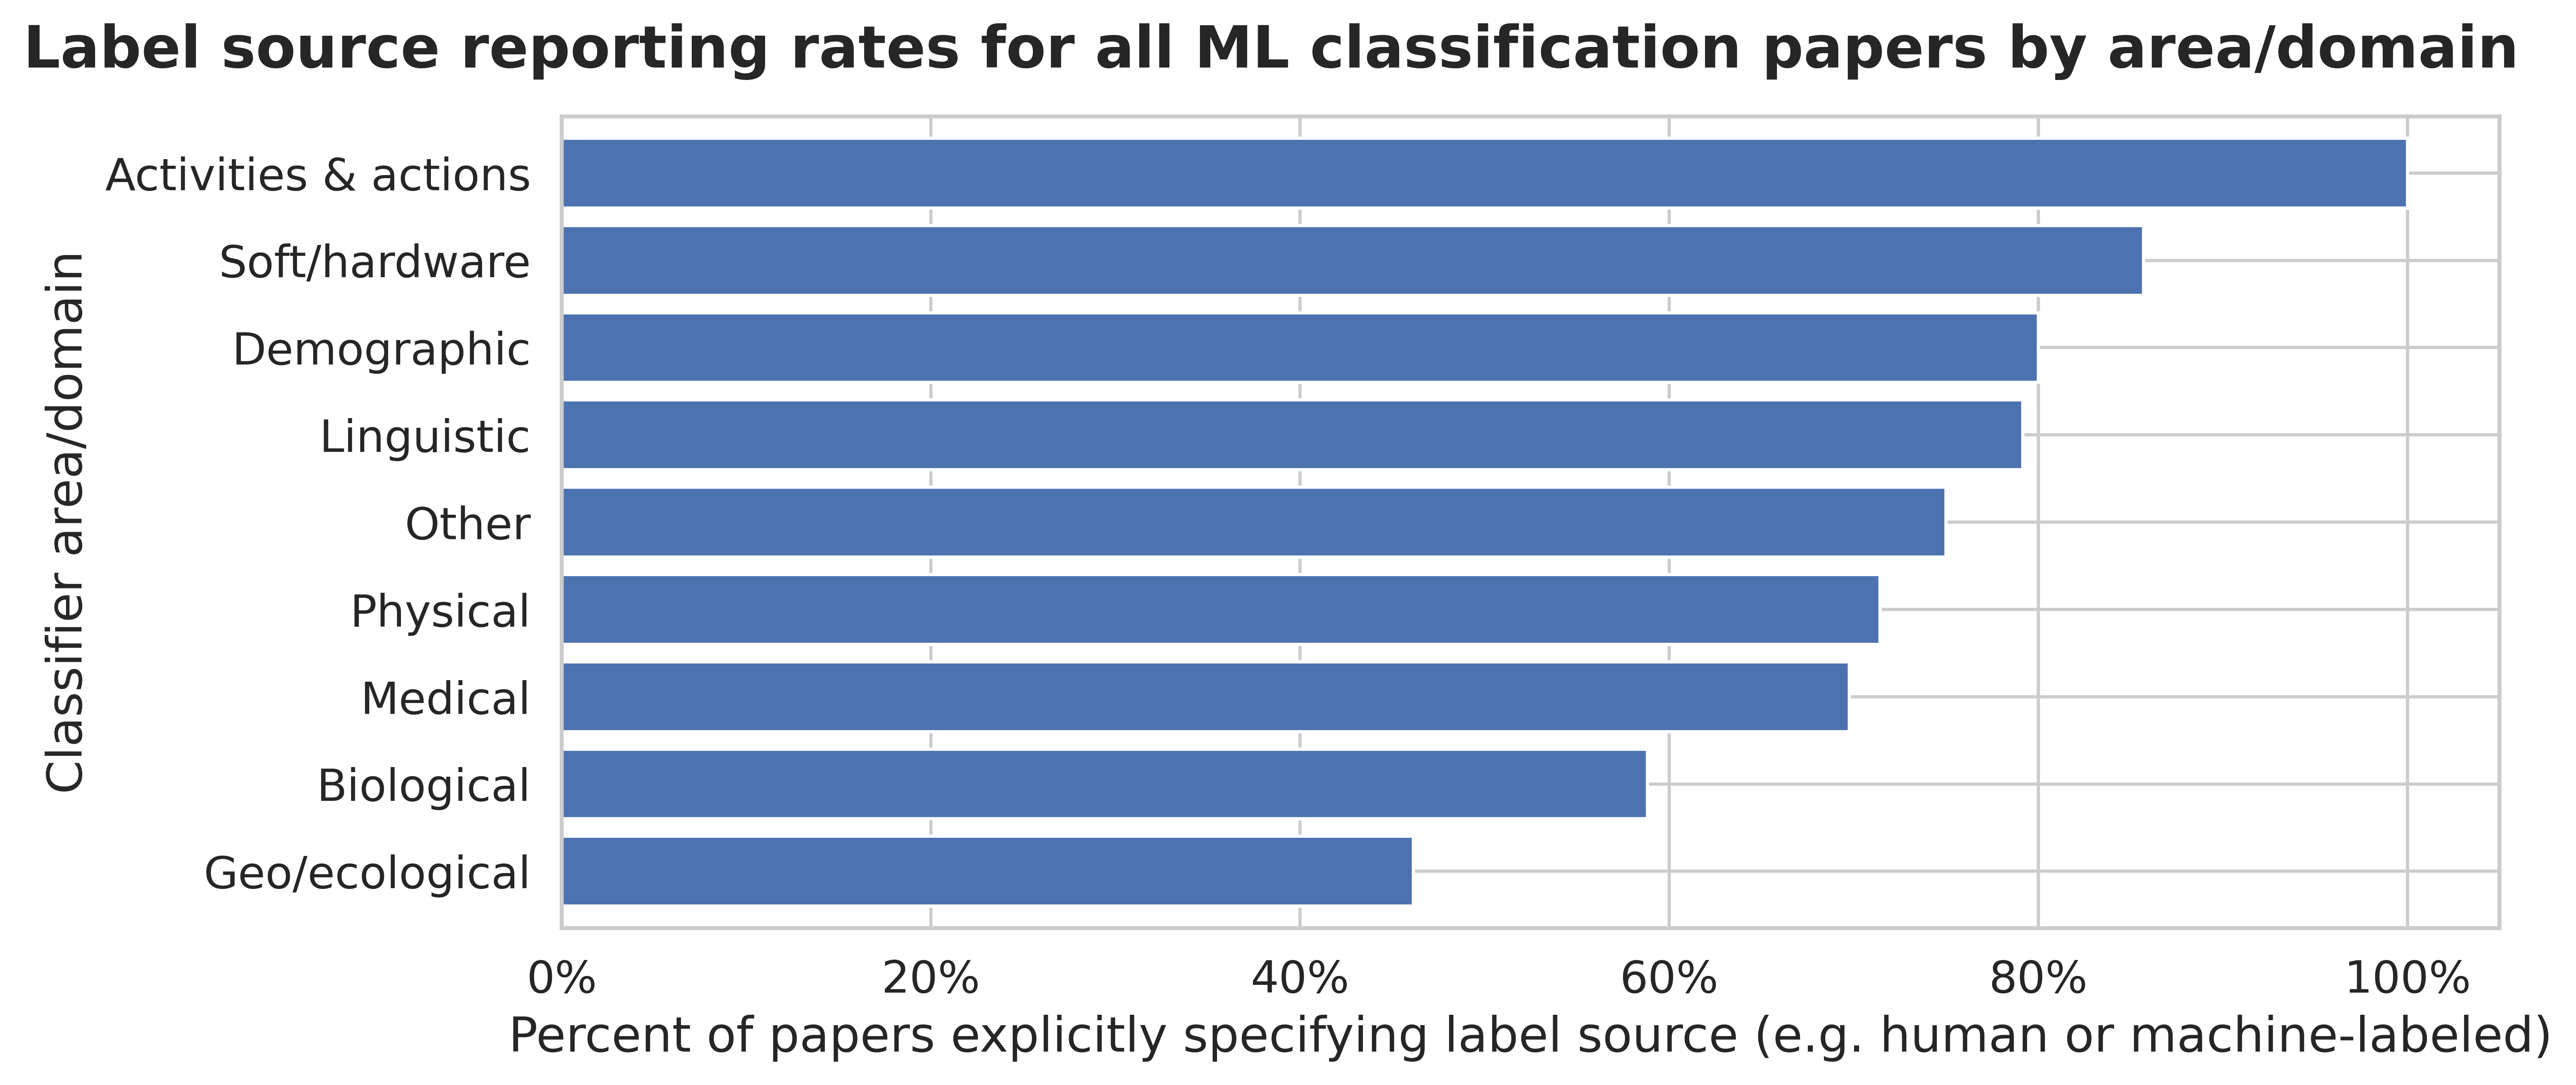 Label source reporting rates for all ML classification papers by area/domain
Classifier area/domain
Activities & actions
Soft/hardware
Demographic
Linguistic
Other
Physical
Medical
Biological
Geo/ecological
0% 20% 40% 60% 80% 100%
Percent of papers explicitly specifying label source (e.g. human or machine-labeled)